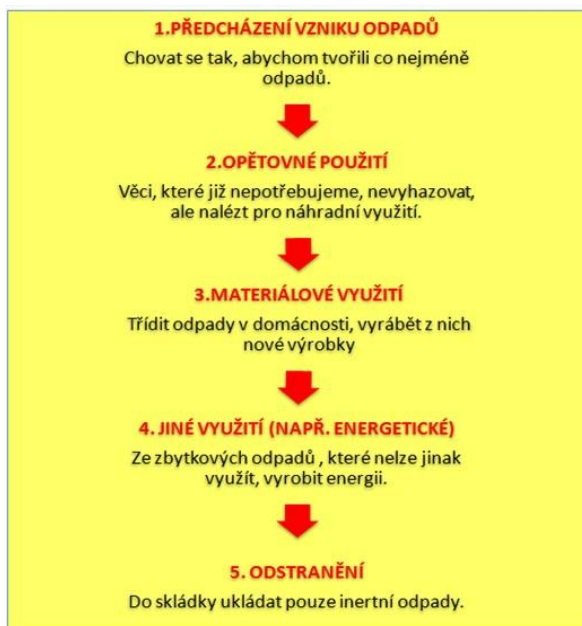 1.PŘEDCHÁZENÍ VZNIKU ODPADŮ
Chovat se tak, abychom tvořili co nejméně
odpadů.
2.OPĚTOVNÉ POUŽITÍ
Věci, které již nepotřebujeme, nevyhazovat,
ale nalézt pro náhradní využití.
3.MATERIÁLOVÉ VYUŽITÍ
Třídit odpady v domácnosti, vyrábět z nich
nové výrobky
4. JINÉ VYUŽITÍ (NAPŘ. ENERGETICKÉ)
Ze zbytkových odpadů , které nelze jinak
využít, vyrobit energii.
5. ODSTRANĚNÍ
Do skládky ukládat pouze inertní odpady.